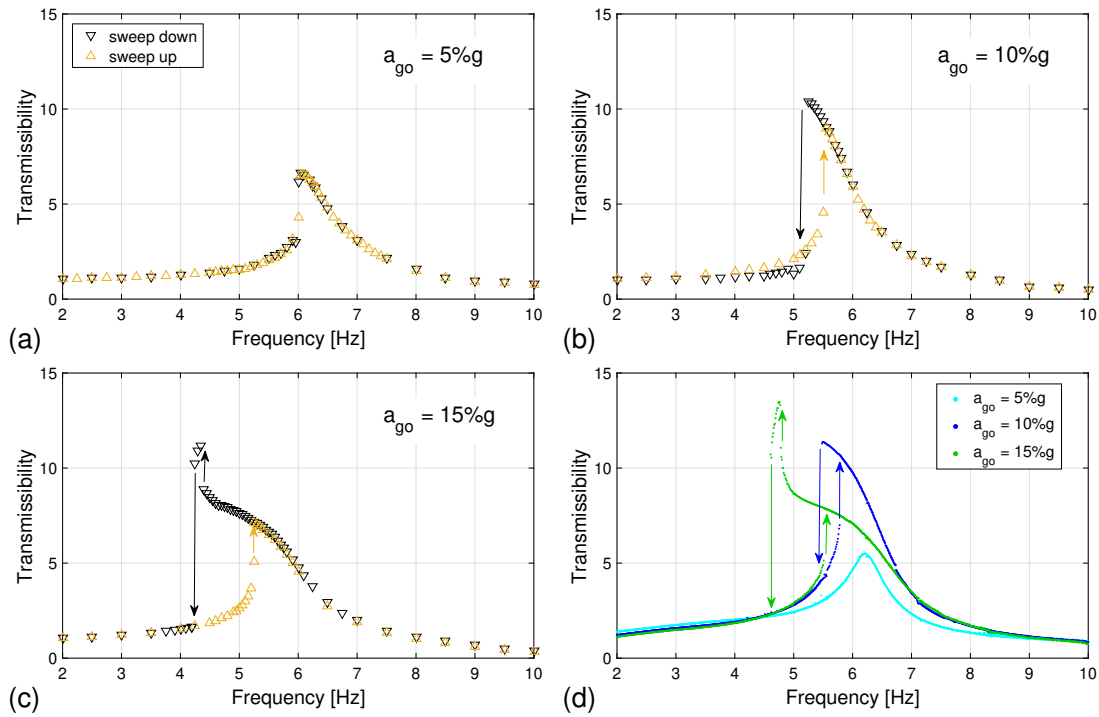 15
10
5
0
Transmissibility
sweep down
sweep up
a_go = 5%g
2 3 4 5 6 7 8 9 10
Frequency [Hz]
(a)
15
10
5
0
Transmissibility
a_go = 10%g
2 3 4 5 6 7 8 9 10
Frequency [Hz]
(b)
15
10
5
0
Transmissibility
a_go = 15%g
2 3 4 5 6 7 8 9 10
Frequency [Hz]
(c)
15
10
5
0
Transmissibility
a_go = 5%g
a_go = 10%g
a_go = 15%g
2 3 4 5 6 7 8 9 10
Frequency [Hz]
(d)